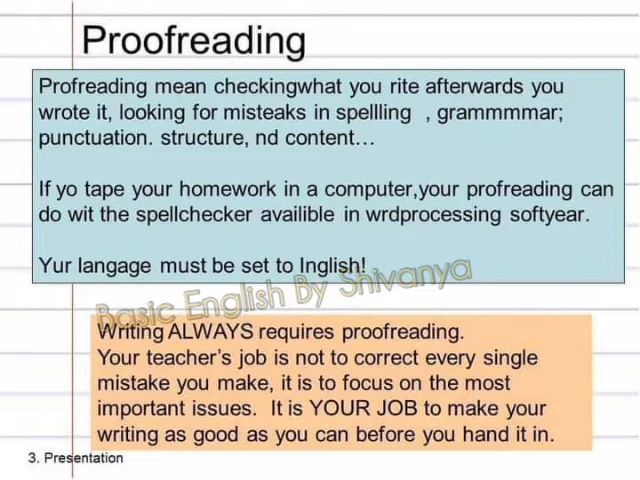 Proofreading
Profreading mean checkingwhat you rite afterwards you
wrote it, looking for misteaks in spellling , grammmmar;
punctuation. structure, nd content…
If yo tape your homework in a computer,your profreading can
do wit the spellchecker availible in wrdprocessing softyear.
Yur langage must be set to Inglish!
Basic English By Shivanya
Writing ALWAYS requires proofreading.
Your teacher's job is not to correct every single
mistake you make, it is to focus on the most
important issues. It is YOUR JOB to make your
writing as good as you can before you hand it in.
3. Presentation